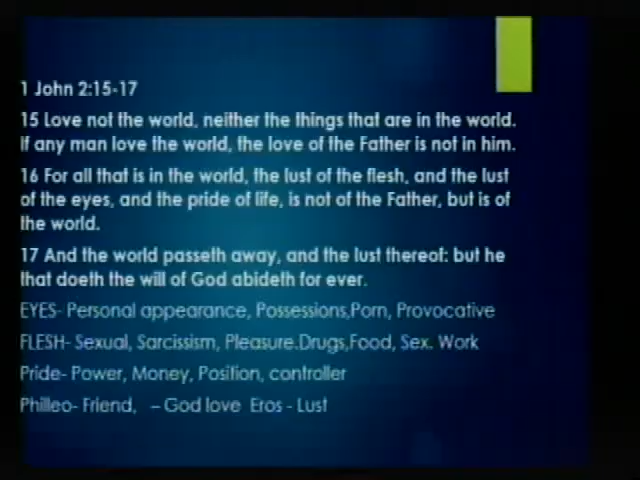 1 John 2:15-17
15 Love not the world, neither the things that are in the world.
If any man love the world, the love of the Father is not in him.
16 For all that is in the world, the lust of the flesh, and the lust
of the eyes, and the pride of life, is not of the Father, but is of
the world.
17 And the world passeth away, and the lust thereof: but he
that doeth the will of God abideth for ever.
EYES- Personal appearance, Possessions,Porn, Provocative
FLESH- Sexual, Sarcissism, Pleasure.Drugs,Food, Sex. Work
Pride- Power, Money, Position, controller
Philleo- Friend, – God love Eros - Lust